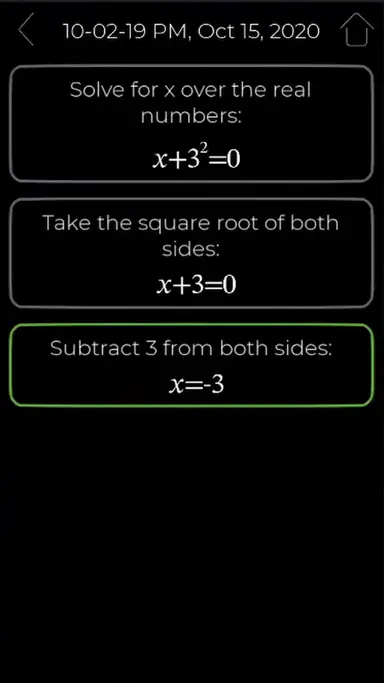 10-02-19 PM, Oct 15, 2020
Solve for x over the real
numbers:
x+3²=0
Take the square root of both
sides:
x+3=0
Subtract 3 from both sides:
x=-3